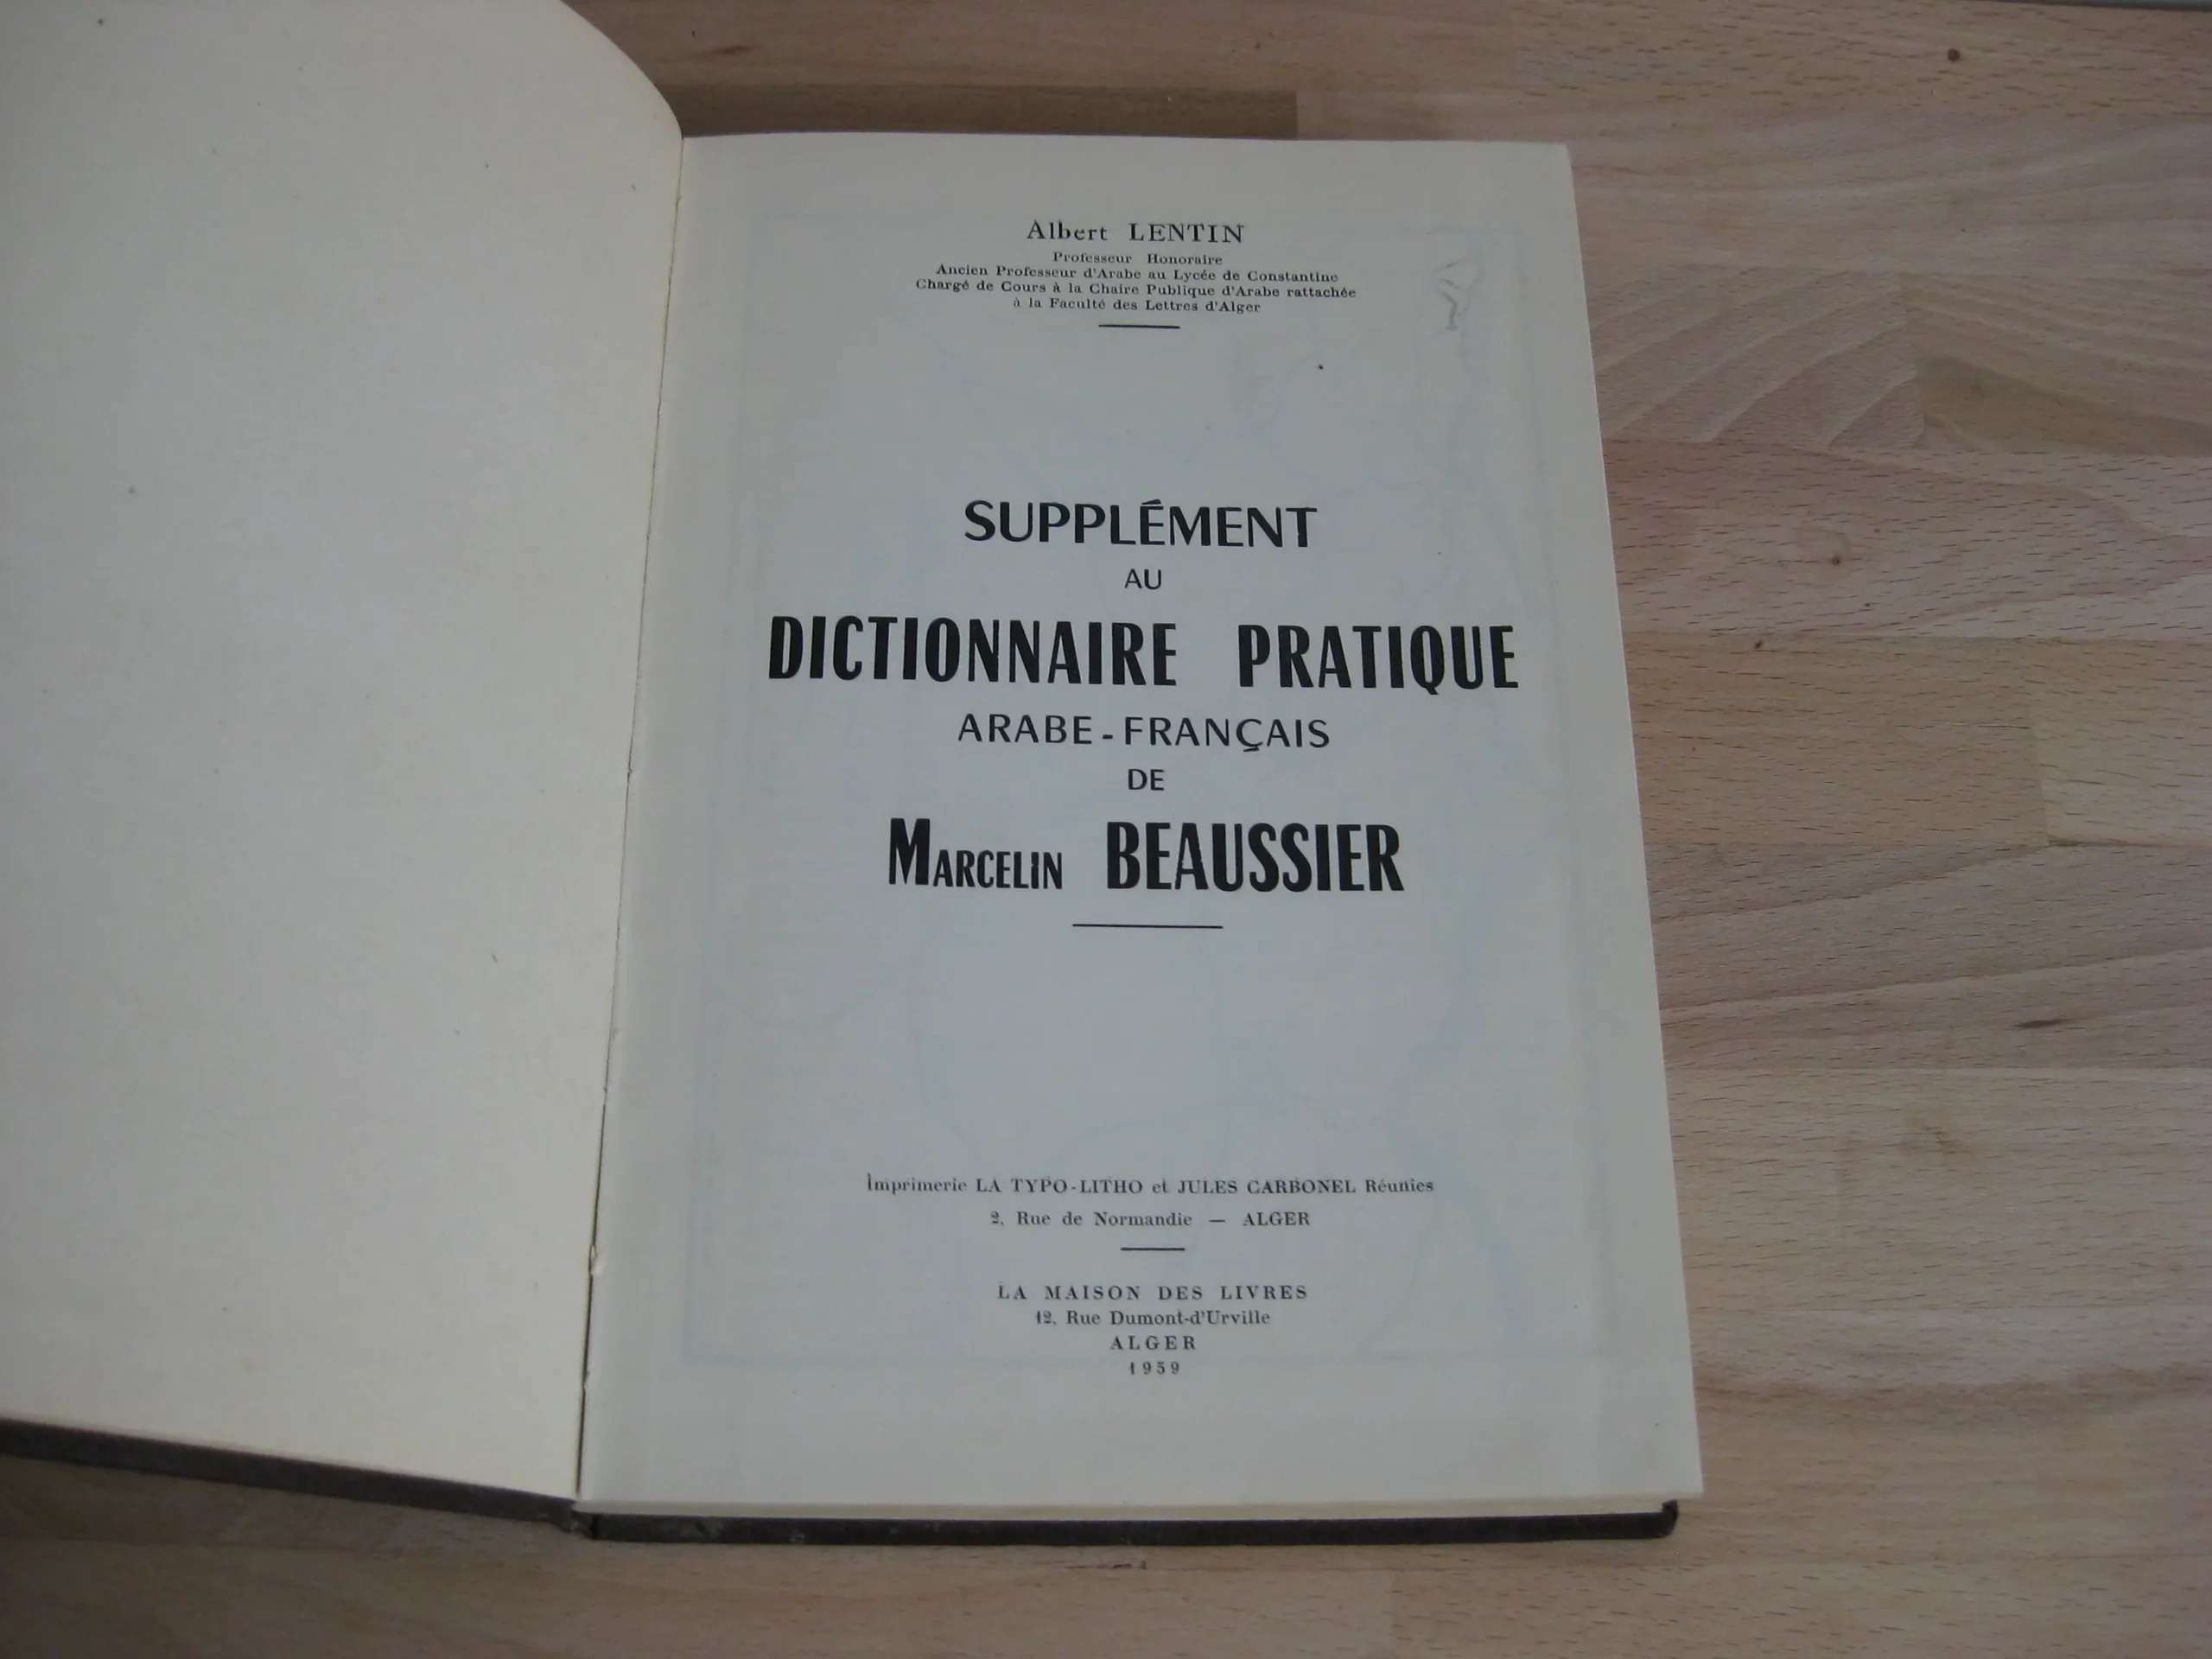 Albert LENTIN
Professeur Honoraire
Ancien Professeur d'Arabe au Lycée de Constantine
Chargé de Cours à la Chaire Publique d'Arabe rattachée
à la Faculté des Lettres d'Alger
SUPPLÉMENT
AU
DICTIONNAIRE PRATIQUE
ARABE-FRANÇAIS
DE
MARCELIN BEAUSSIER
Imprimerie LA TYPO-LITHO et JULES CARBONEL Réunies
2, Rue de Normandie — ALGER
LA MAISON DES LIVRES
12, Rue Dumont-d'Urville
ALGER
1959